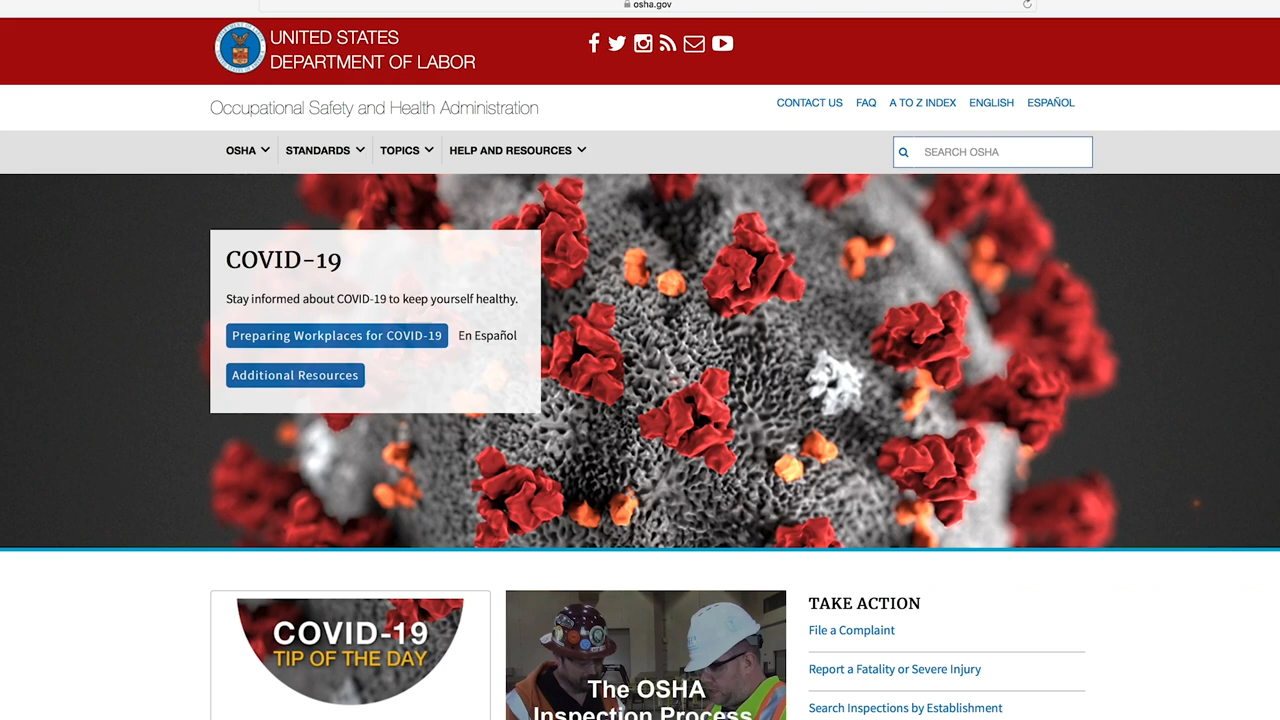 osha.gov
UNITED STATES
DEPARTMENT OF LABOR
Occupational Safety and Health Administration
CONTACT US FAQ A TO Z INDEX ENGLISH ESPAÑOL
OSHA STANDARDS TOPICS HELP AND RESOURCES
SEARCH OSHA
COVID-19
Stay informed about COVID-19 to keep yourself healthy.
Preparing Workplaces for COVID-19 En Español
Additional Resources
COVID-19
TIP OF THE DAY
The OSHA
Inspection Process
TAKE ACTION
File a Complaint
Report a Fatality or Severe Injury
Search Inspections by Establishment